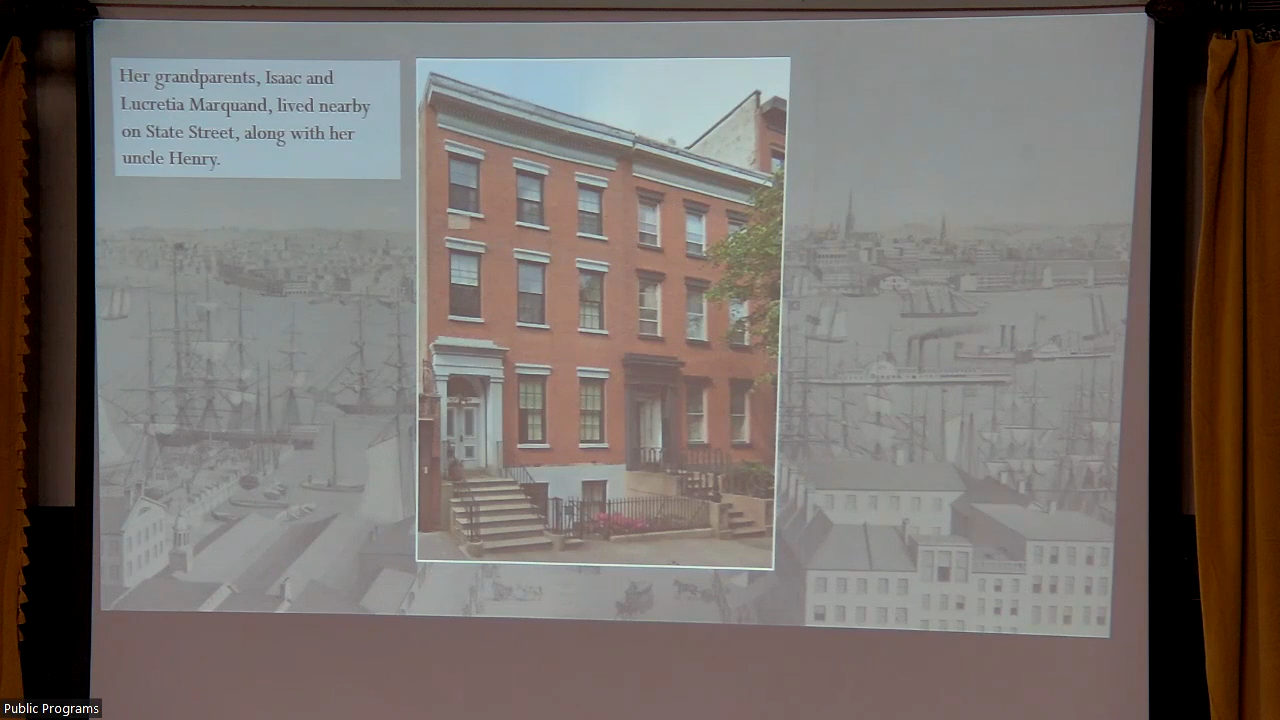 Her grandparents, Isaac and
Lucretia Marquand, lived nearby
on State Street, along with her
uncle Henry.
Public Programs